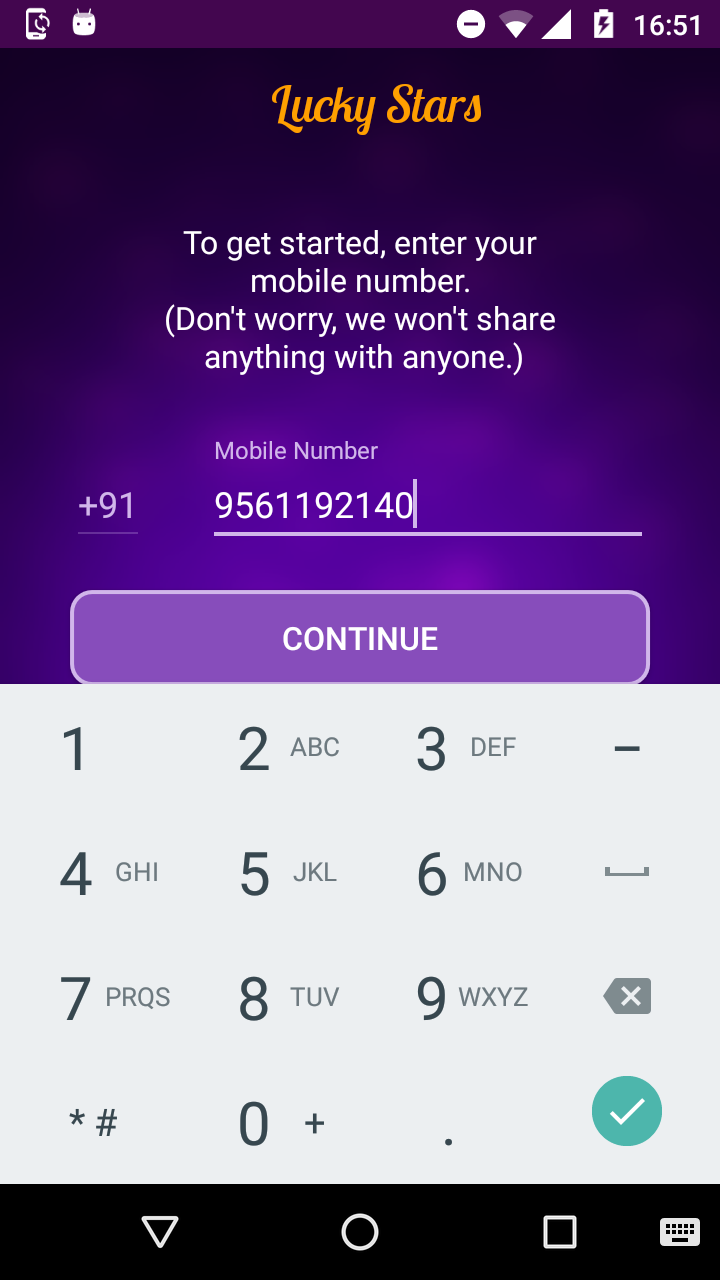 16:51
Lucky Stars
To get started, enter your
mobile number.
(Don't worry, we won't share
anything with anyone.)
Mobile Number
+91 9561192140
CONTINUE
1 2 ABC 3 DEF –
4 GHI 5 JKL 6 MNO
7 PRQS 8 TUV 9 WXYZ
* # 0 + .